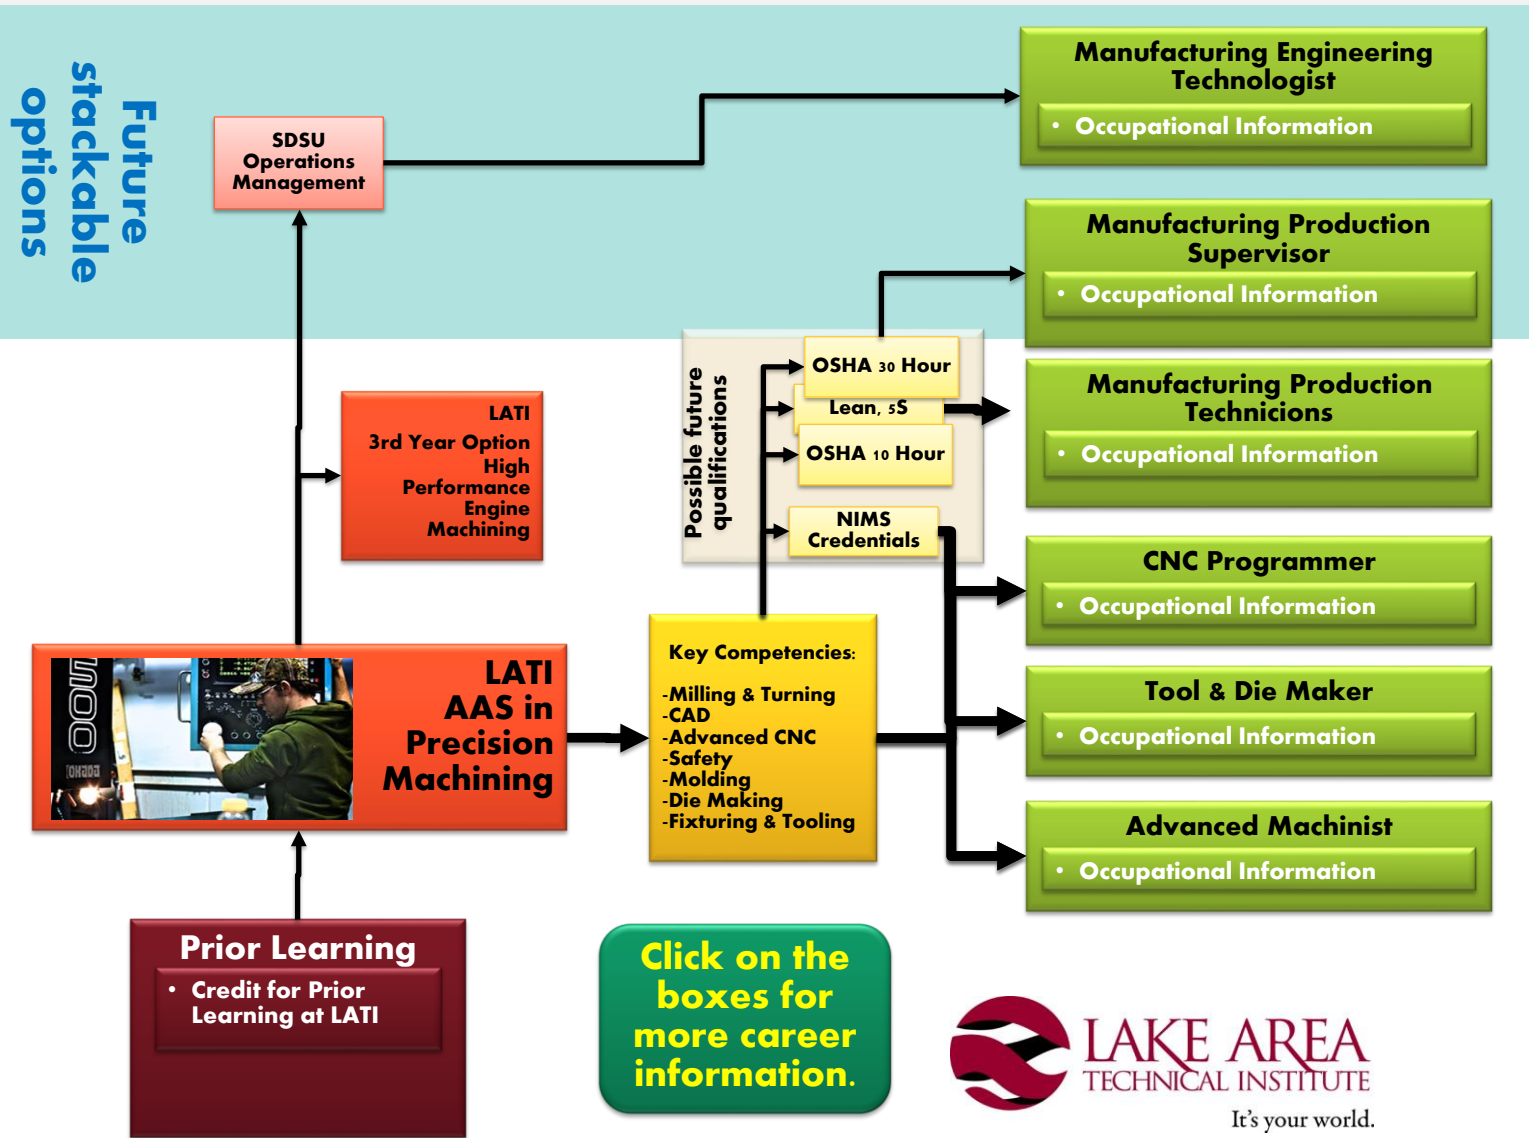 Future
stackable
options
SDSU
Operations
Management
Manufacturing Engineering
Technologist
• Occupational Information
Manufacturing Production
Supervisor
• Occupational Information
LATI
3rd Year Option
High
Performance
Engine
Machining
Possible future
qualifications
OSHA 30 Hour
Lean, 5S
OSHA 10 Hour
NIMS
Credentials
Manufacturing Production
Technicions
• Occupational Information
CNC Programmer
• Occupational Information
Tool & Die Maker
• Occupational Information
Advanced Machinist
• Occupational Information
LATI
AAS in
Precision
Machining
Key Competencies:
-Milling & Turning
-CAD
-Advanced CNC
-Safety
-Molding
-Die Making
-Fixturing & Tooling
Prior Learning
• Credit for Prior
Learning at LATI
Click on the
boxes for
more career
information.
LAKE AREA
TECHNICAL INSTITUTE
It's your world.